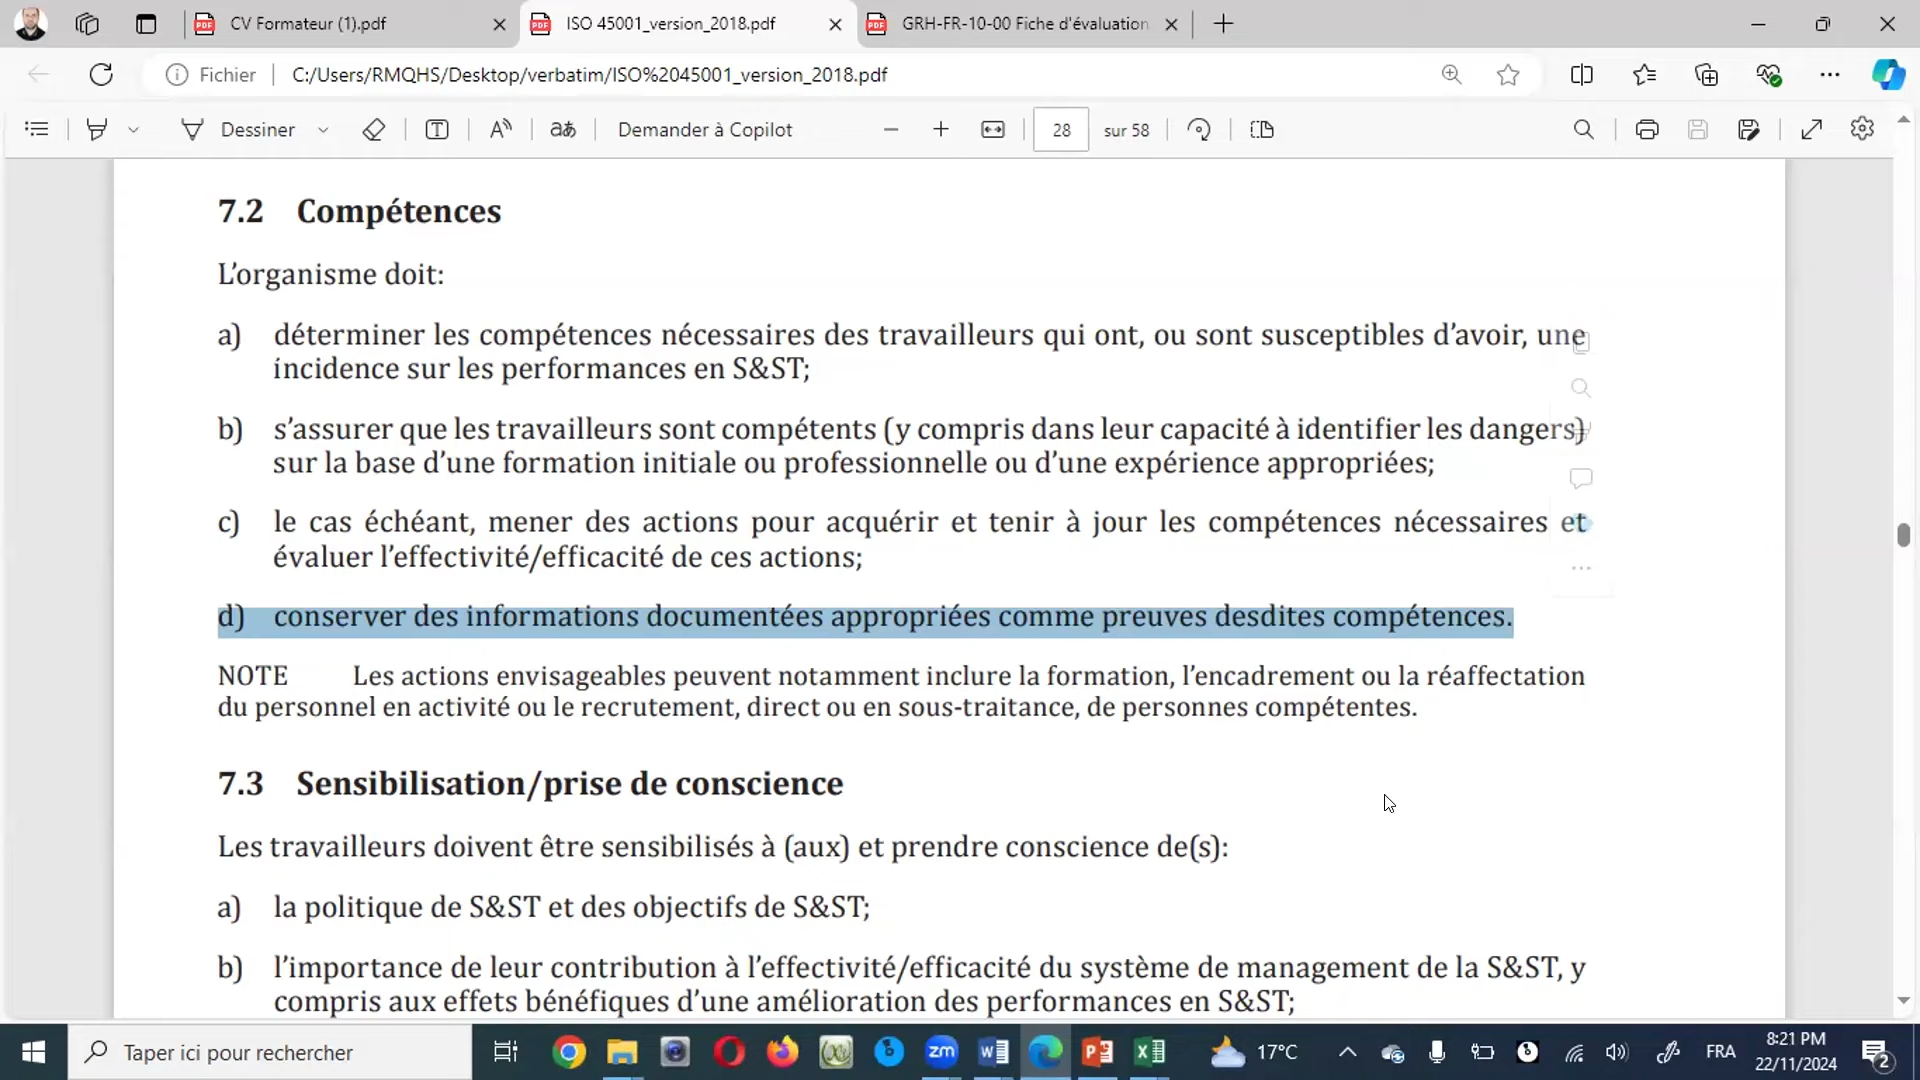 CV Formateur (1).pdf
ISO 45001_version_2018.pdf
GRH-FR-10-00 Fiche d'évaluation
Fichier
C:/Users/RMQHS/Desktop/verbatim/ISO%2045001_version_2018.pdf
Dessiner
Demander à Copilot
28
sur 58
7.2 Compétences
L’organisme doit:
a) déterminer les compétences nécessaires des travailleurs qui ont, ou sont susceptibles d’avoir, une
incidence sur les performances en S&ST;
b) s’assurer que les travailleurs sont compétents (y compris dans leur capacité à identifier les dangers)
sur la base d’une formation initiale ou professionnelle ou d’une expérience appropriées;
c) le cas échéant, mener des actions pour acquérir et tenir à jour les compétences nécessaires et
évaluer l’effectivité/efficacité de ces actions;
d) conserver des informations documentées appropriées comme preuves desdites compétences.
NOTE Les actions envisageables peuvent notamment inclure la formation, l’encadrement ou la réaffectation
du personnel en activité ou le recrutement, direct ou en sous-traitance, de personnes compétentes.
7.3 Sensibilisation/prise de conscience
Les travailleurs doivent être sensibilisés à (aux) et prendre conscience de(s):
a) la politique de S&ST et des objectifs de S&ST;
b) l’importance de leur contribution à l’effectivité/efficacité du système de management de la S&ST, y
compris aux effets bénéfiques d’une amélioration des performances en S&ST;
Taper ici pour rechercher
zm
17°C
FRA
8:21 PM
22/11/2024
2